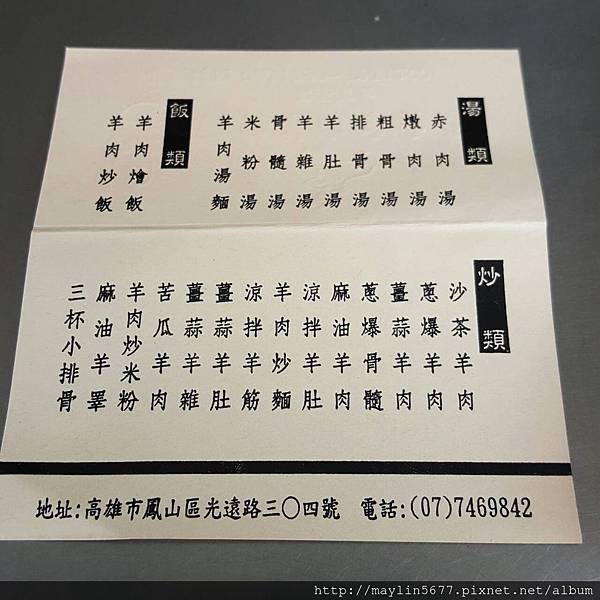 湯類
赤肉湯
燉肉湯
粗骨湯
排骨湯
羊肚湯
羊雜湯
骨髓湯
米粉湯
羊肉湯麵
飯類
羊肉燴飯
羊肉炒飯
炒類
沙茶羊肉
蔥爆羊肉
薑蒜羊肉
蔥爆骨髓
麻油羊肉
涼拌羊肚
羊肉炒麵
涼拌羊筋
薑蒜羊肚
薑蒜羊雜
苦瓜羊肉
羊肉炒米粉
麻油羊睪
三杯小排骨
地址:高雄市鳳山區光遠路三〇四號 電話:(07)7469842
http://maylin5677.pixnet.net/album